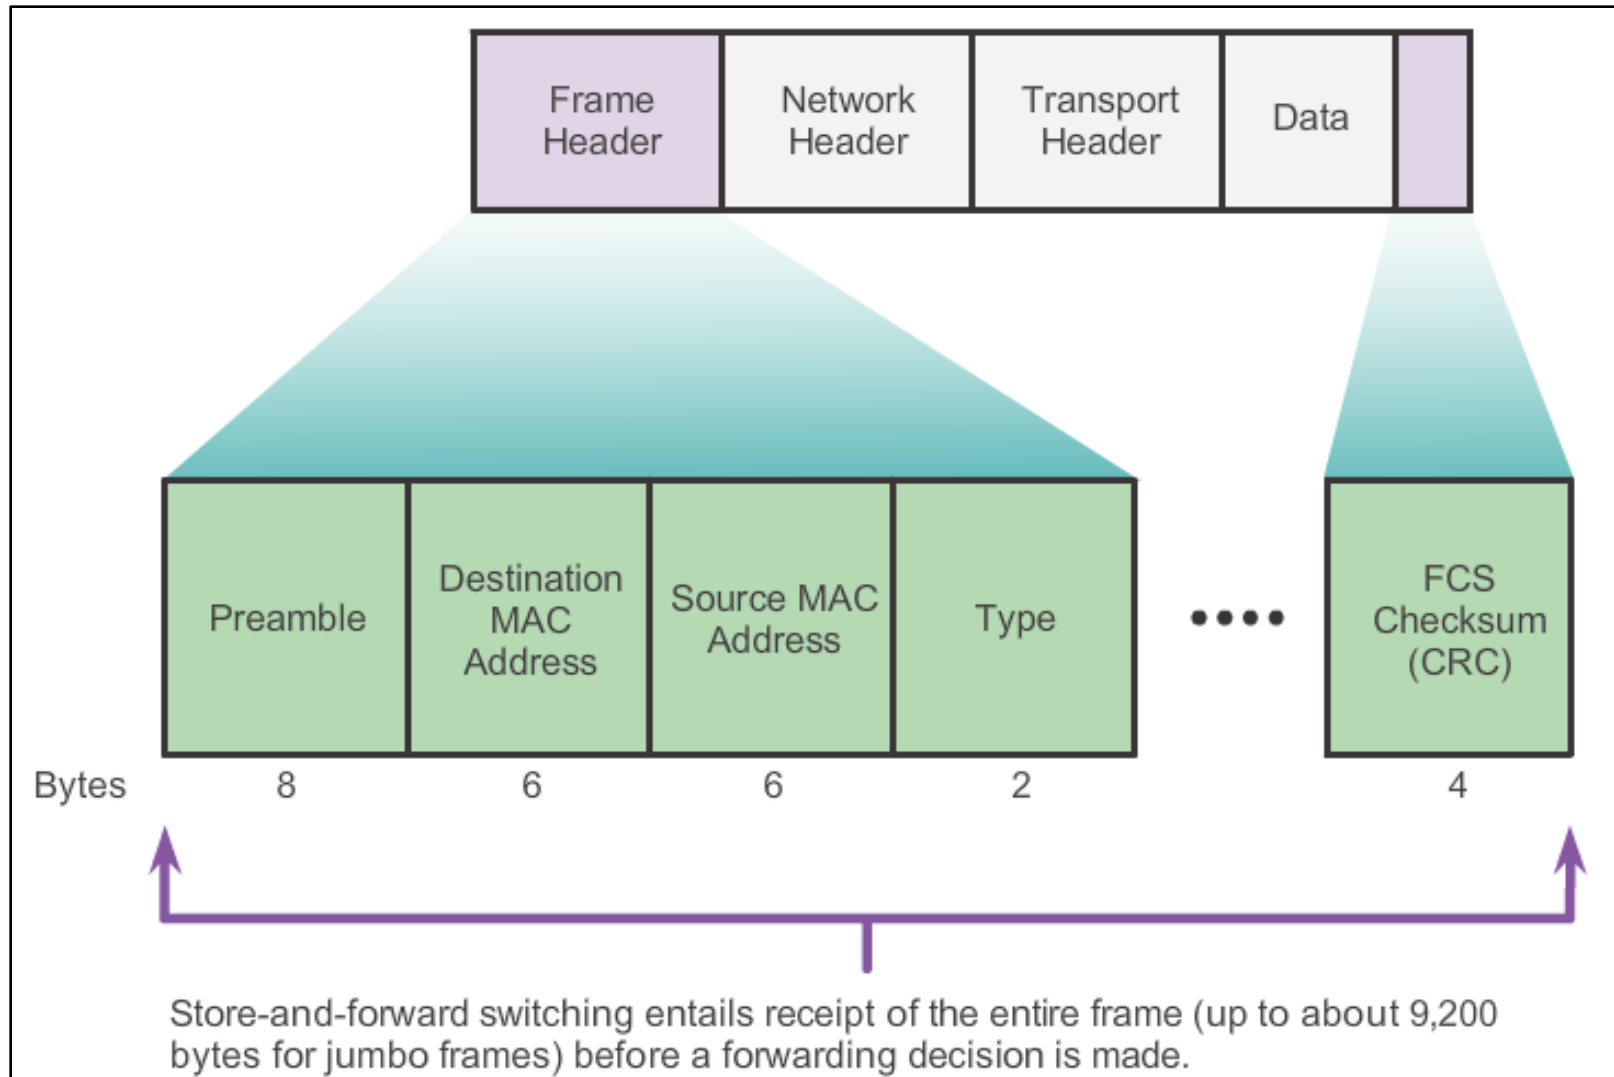 Frame
Header
Network
Header
Transport
Header
Data
Preamble
Destination
MAC
Address
Source MAC
Address
Type
FCS
Checksum
(CRC)
Bytes 8 6 6 2 4
Store-and-forward switching entails receipt of the entire frame (up to about 9,200
bytes for jumbo frames) before a forwarding decision is made.